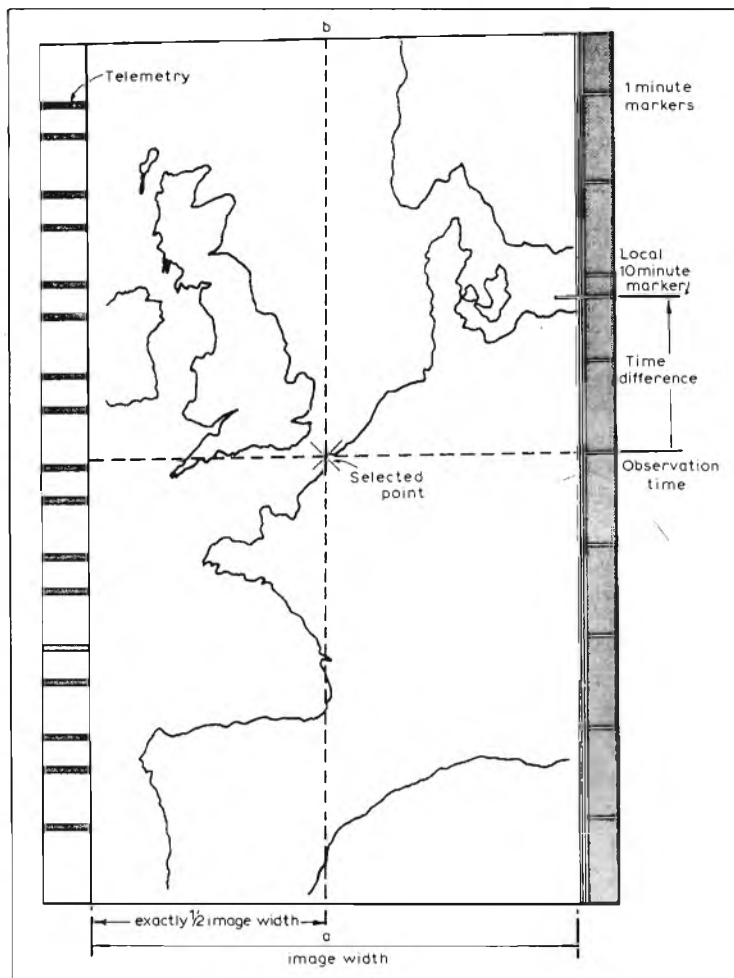 b
Telemetry
1 minute
markers
Local
10 minute
marker
Time
difference
Selected
point
Observation
time
exactly ½ image width
a
image width